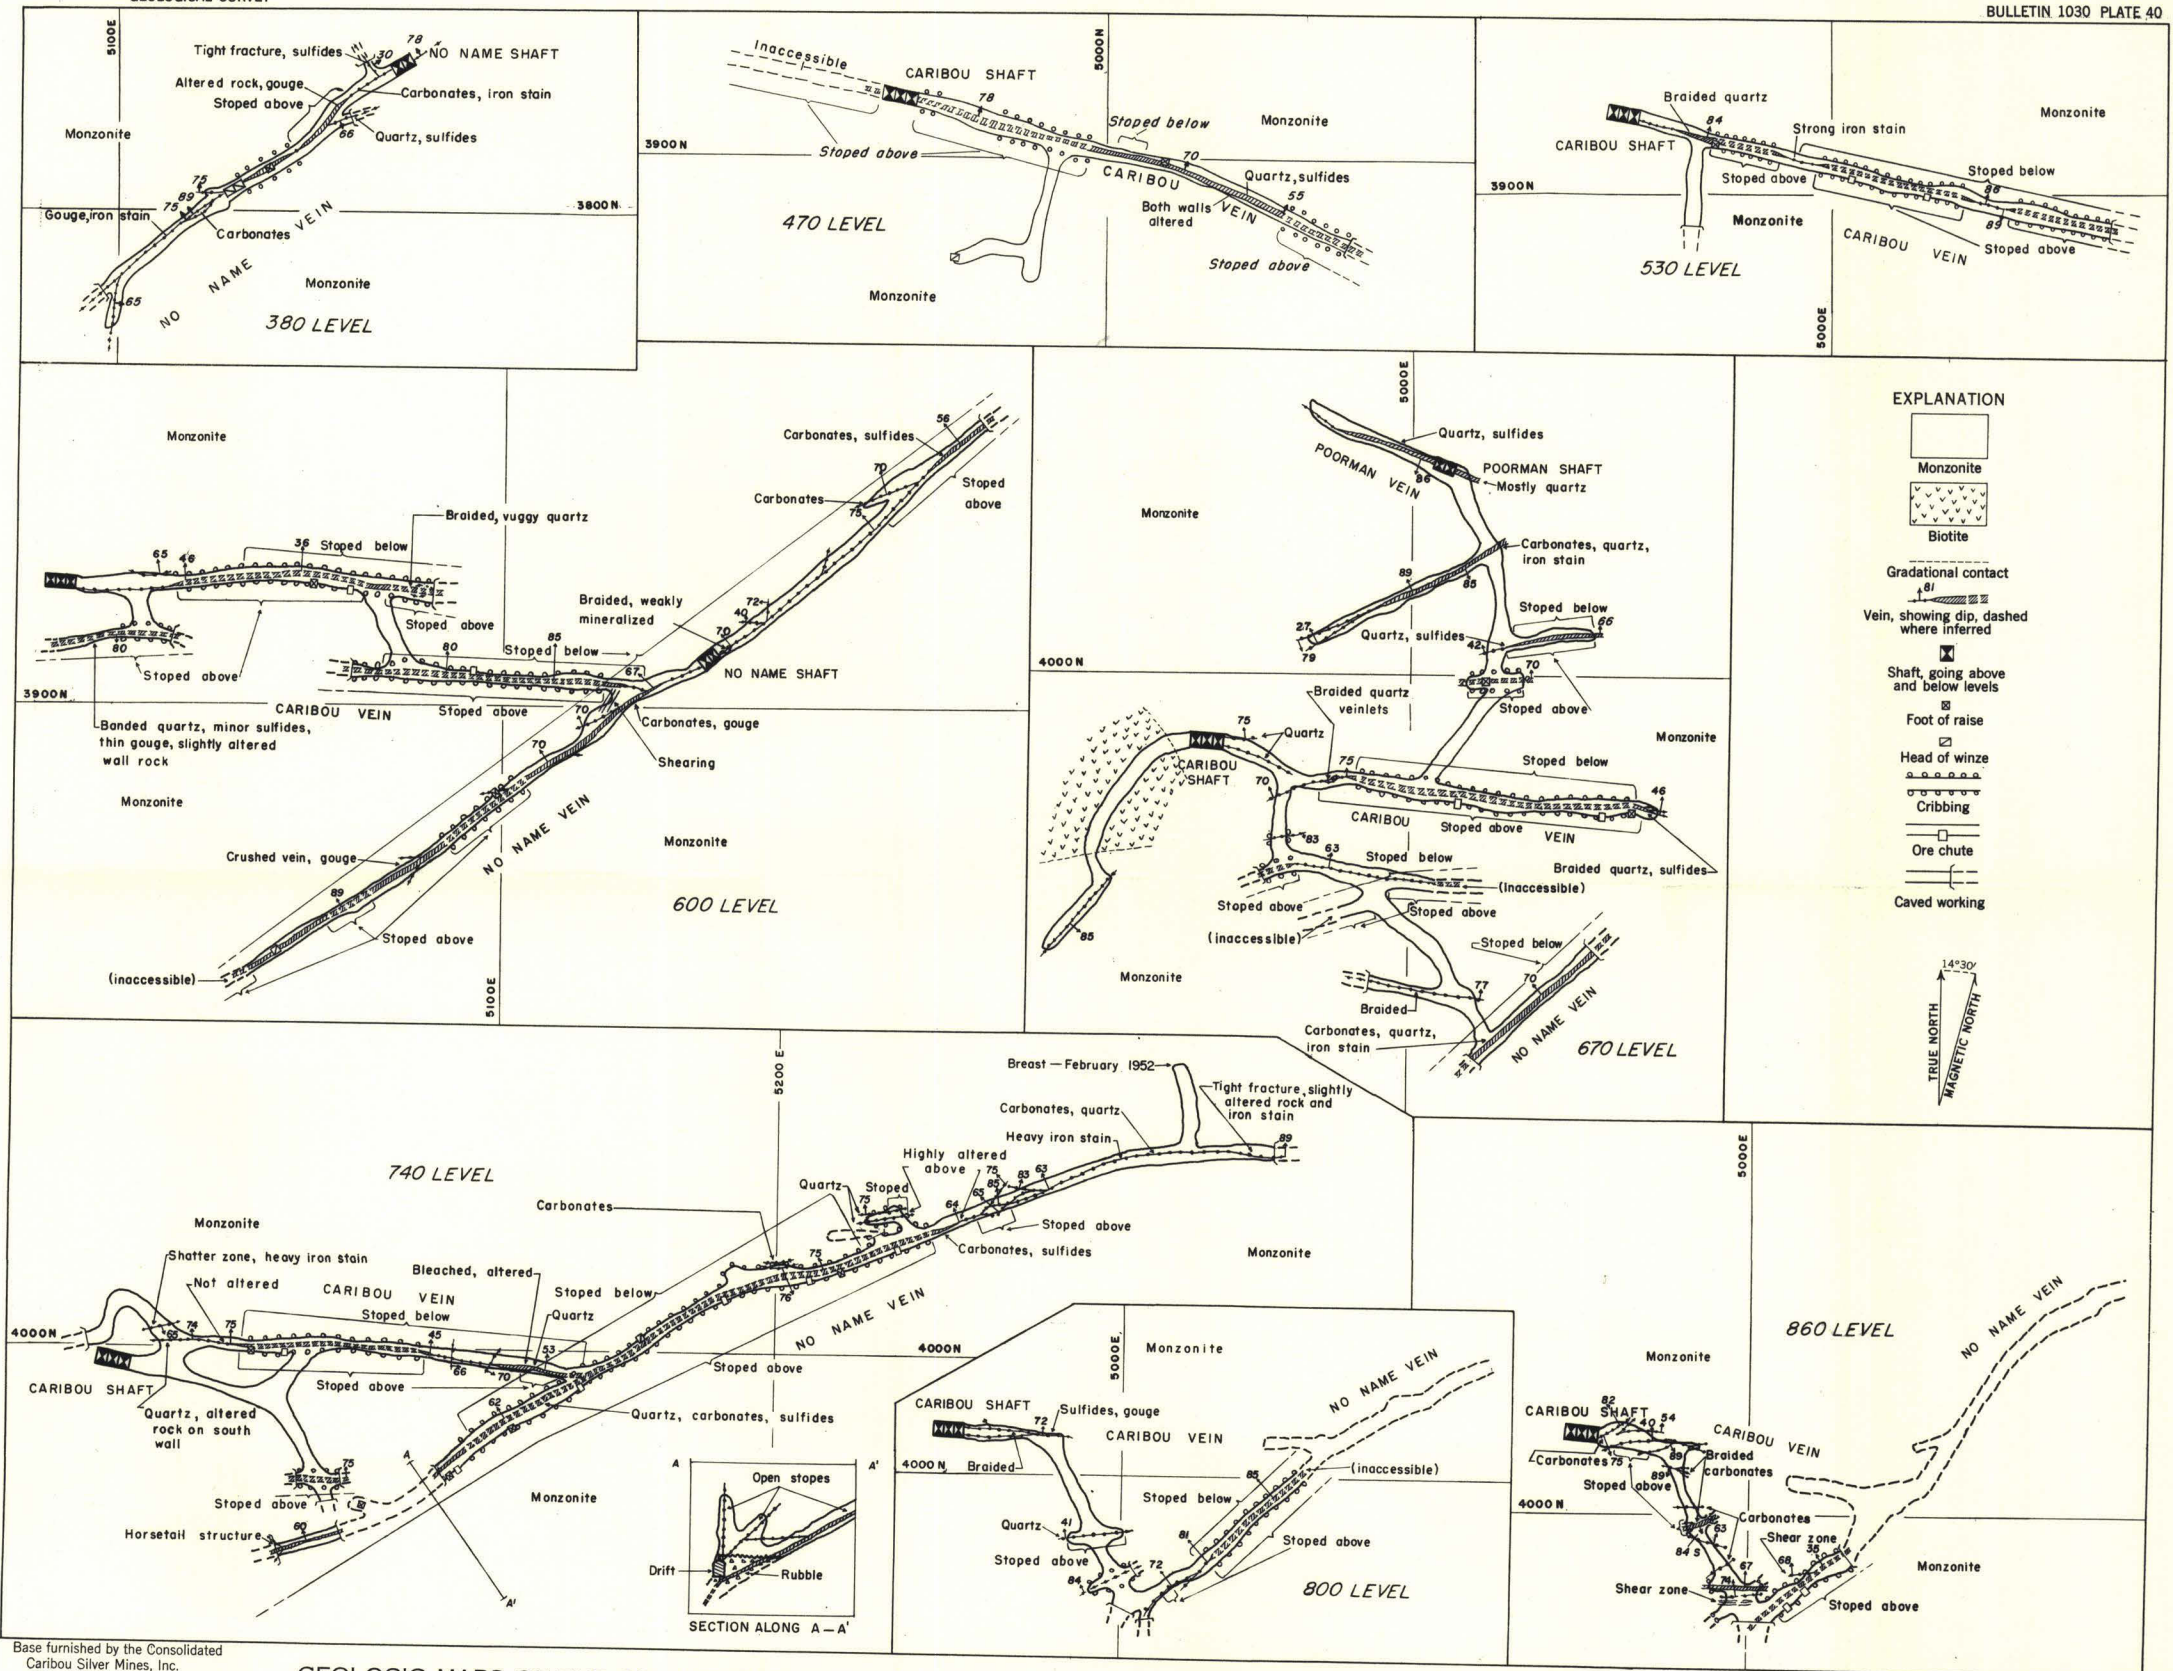 GEOLOGICAL SURVEY
BULLETIN 1030 PLATE 40
5100E
Tight fracture, sulfides
30
78
NO NAME SHAFT
Altered rock, gouge
Stoped above
Carbonates, iron stain
Monzonite
66
Quartz, sulfides
75
89
75
Gouge, iron stain
3800N
Carbonates
NO NAME VEIN
Monzonite
65
380 LEVEL
Inaccessible
CARIBOU SHAFT
5000N
78
Stoped below
Monzonite
3900N
Stoped above
70
CARIBOU VEIN
Quartz, sulfides
55
Both walls
altered
470 LEVEL
Stoped above
Monzonite
Braided quartz
Monzonite
84
Strong iron stain
CARIBOU SHAFT
Stoped below
Stoped above
86
3900N
Monzonite
89
CARIBOU VEIN
Stoped above
530 LEVEL
5000E
Monzonite
56
Carbonates, sulfides
70
Stoped
above
Carbonates
75
Braided, vuggy quartz
65
46
36
Stoped below
Braided, weakly
mineralized
72
40
Stoped above
70
80
Stoped above
80
85
Stoped below
67
NO NAME SHAFT
3900N
CARIBOU VEIN
Stoped above
70
Carbonates, gouge
Banded quartz, minor sulfides,
thin gouge, slightly altered
wall rock
70
Shearing
Monzonite
NO NAME VEIN
Monzonite
Crushed vein, gouge
89
600 LEVEL
Stoped above
(inaccessible)
5100E
5000E
Quartz, sulfides
POORMAN VEIN
86
POORMAN SHAFT
Mostly quartz
Monzonite
Carbonates, quartz,
iron stain
89
85
Stoped below
27
79
Quartz, sulfides
42
66
4000N
70
Braided quartz
veinlets
Stoped above
75
Quartz
Monzonite
CARIBOU
SHAFT
70
75
Stoped below
46
CARIBOU VEIN
Stoped above
83
63
Stoped below
Braided quartz, sulfides
(Inaccessible)
Stoped above
Stoped above
85
(inaccessible)
Stoped below
Monzonite
70
77
Braided
Carbonates, quartz,
iron stain
NO NAME VEIN
670 LEVEL
EXPLANATION
Monzonite
Biotite
Gradational contact
81
Vein, showing dip, dashed
where inferred
Shaft, going above
and below levels
Foot of raise
Head of winze
Cribbing
Ore chute
Caved working
14°30'
TRUE NORTH
MAGNETIC NORTH
5200 E
Breast — February 1952
Tight fracture, slightly
altered rock and
iron stain
Carbonates, quartz
Heavy iron stain
89
740 LEVEL
Highly altered
above
75
83
63
85
65
64
Quartz
Stoped
75
Carbonates
Stoped above
Monzonite
Carbonates, sulfides
Monzonite
Shatter zone, heavy iron stain
Not altered
CARIBOU VEIN
Bleached, altered
Stoped below
75
76
Stoped below
Quartz
NO NAME VEIN
4000N
65
74
75
45
53
4000N
66
70
Stoped above
CARIBOU SHAFT
Stoped above
Quartz, altered
rock on south
wall
62
Quartz, carbonates, sulfides
75
A
Stoped above
Monzonite
Horsetail structure
60
A'
A
A'
Open stopes
Drift
Rubble
SECTION ALONG A—A'
5000E
Monzonite
CARIBOU SHAFT
72
Sulfides, gouge
NO NAME VEIN
CARIBOU VEIN
4000N
Braided
85
(inaccessible)
Stoped below
Quartz
41
81
Stoped above
Stoped above
84
72
800 LEVEL
5000E
860 LEVEL
NO NAME VEIN
Monzonite
82
CARIBOU SHAFT
40
54
CARIBOU VEIN
Carbonates
75
89
Braided
carbonates
89
Stoped above
4000N
Carbonates
63
Shear zone
84 S
35
68
67
Monzonite
Shear zone
74
Stoped above
Base furnished by the Consolidated
Caribou Silver Mines, Inc.